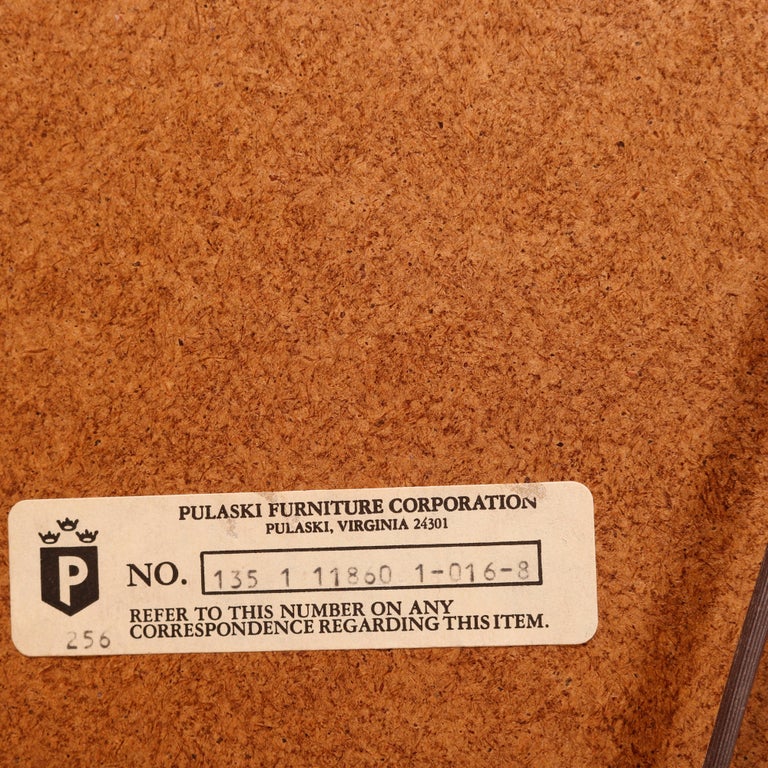 PULASKI FURNITURE CORPORATION
PULASKI, VIRGINIA 24301
P
NO. 135 1 11860 1-016-8
REFER TO THIS NUMBER ON ANY
CORRESPONDENCE REGARDING THIS ITEM.
256